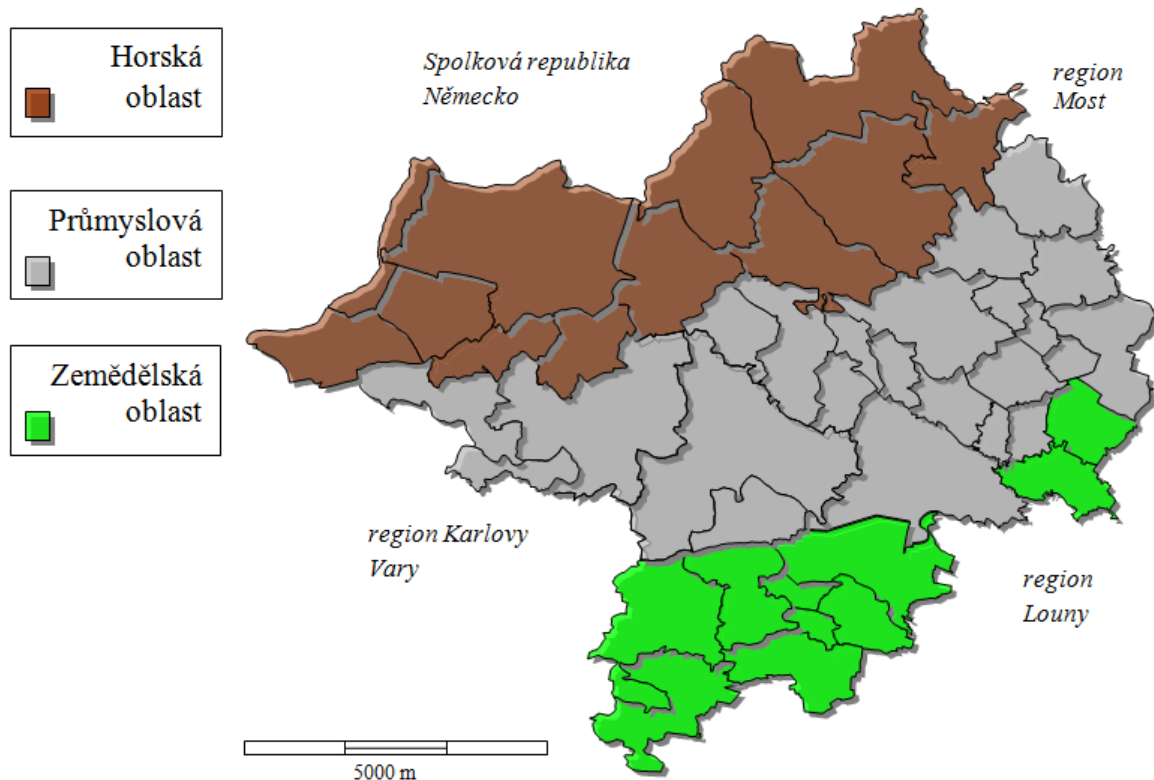 Horská
oblast
Průmyslová
oblast
Zemědělská
oblast
Spolková republika
Německo
region
Most
region Karlovy
Vary
region
Louny
5000 m